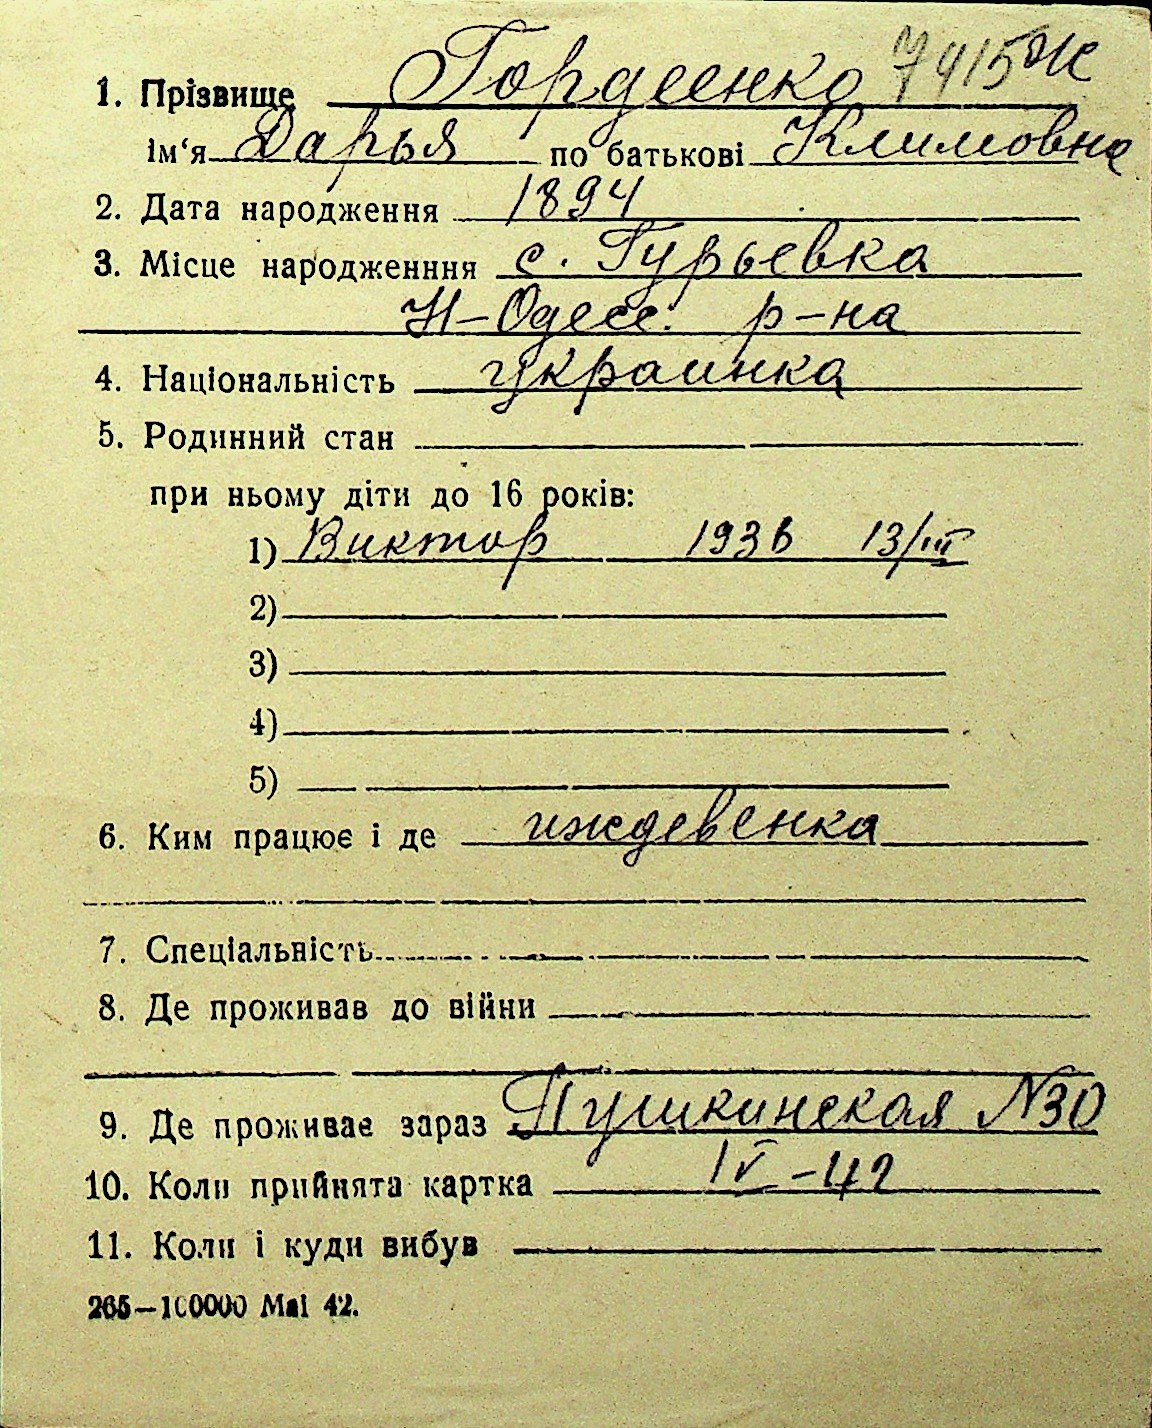 1. Прізвище Гордеенко 7915 Ж
ім'я Дарья по батькові Климовна
2. Дата народження 1894
3. Місце народженння с. Гурьевка
Н-Одесс. р-на
4. Національність украинка
5. Родинний стан
при ньому діти до 16 років:
1) Виктор 1936 13/III
2)
3)
4)
5)
6. Ким працює і де иждевенка
7. Спеціальність
8. Де проживав до війни
9. Де проживає зараз Пушкинская №30
10. Коли прийнята картка IV-42
11. Коли і куди вибув
265—100000 Маі 42.